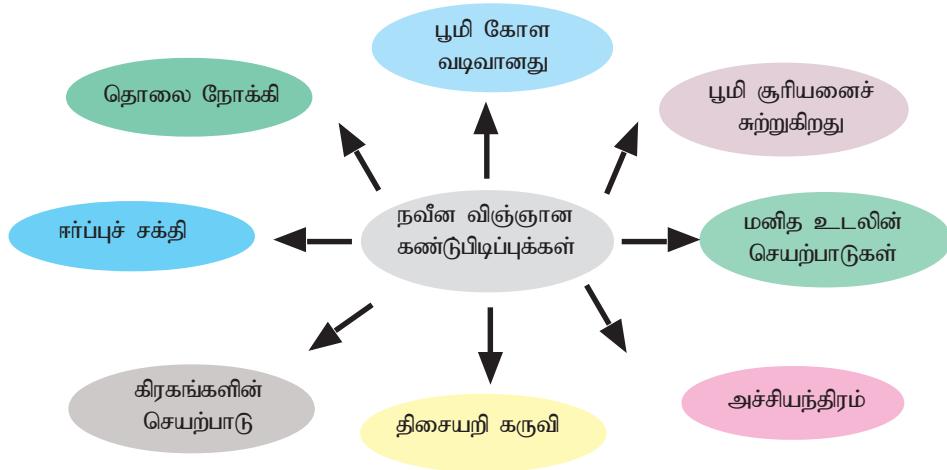 பூமி கோள
வடிவானது
தொலை நோக்கி
பூமி சூரியனைச்
சுற்றுகிறது
ஈர்ப்புச் சக்தி
நவீன விஞ்ஞான
கண்டுபிடிப்புக்கள்
மனித உடலின்
செயற்பாடுகள்
கிரகங்களின்
செயற்பாடு
திசையறி கருவி
அச்சியந்திரம்